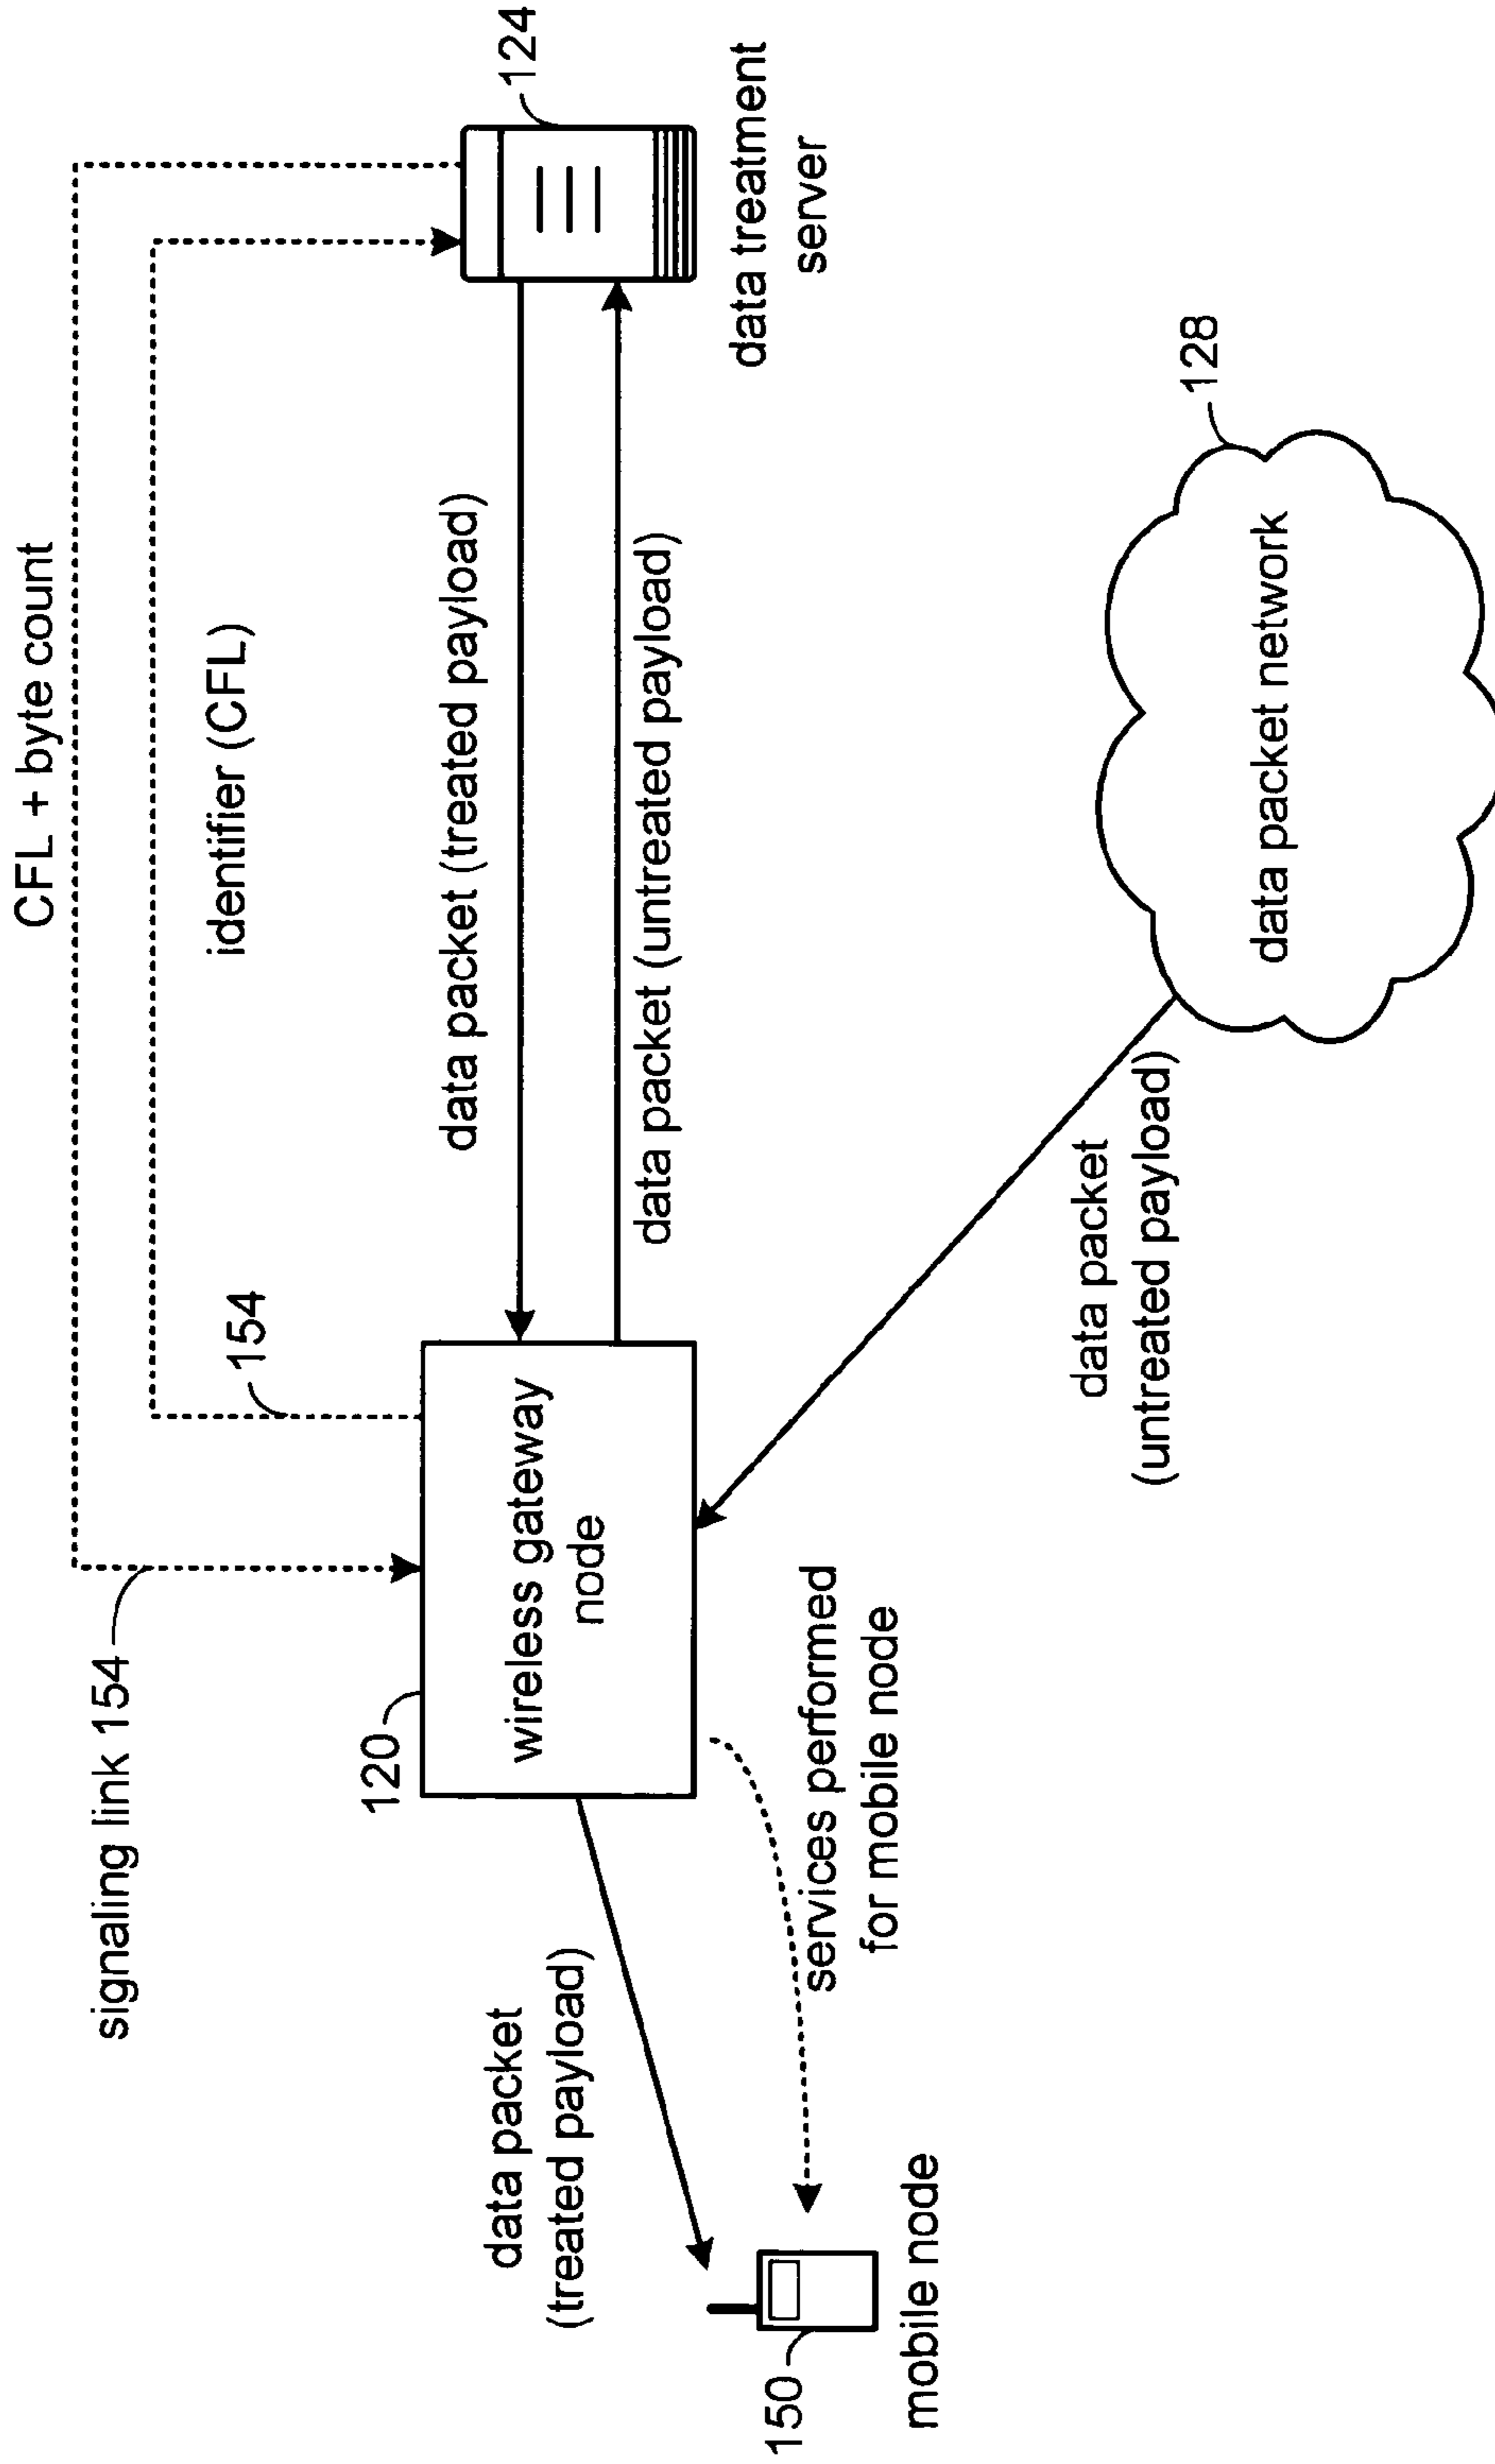 CFL + byte count
signaling link 154
154
identifier (CFL)
120
wireless gateway
node
data packet (treated payload)
data packet (untreated payload)
124
data treatment
server
data packet
(treated payload)
services performed
for mobile node
150
mobile node
data packet
(untreated payload)
data packet network
128